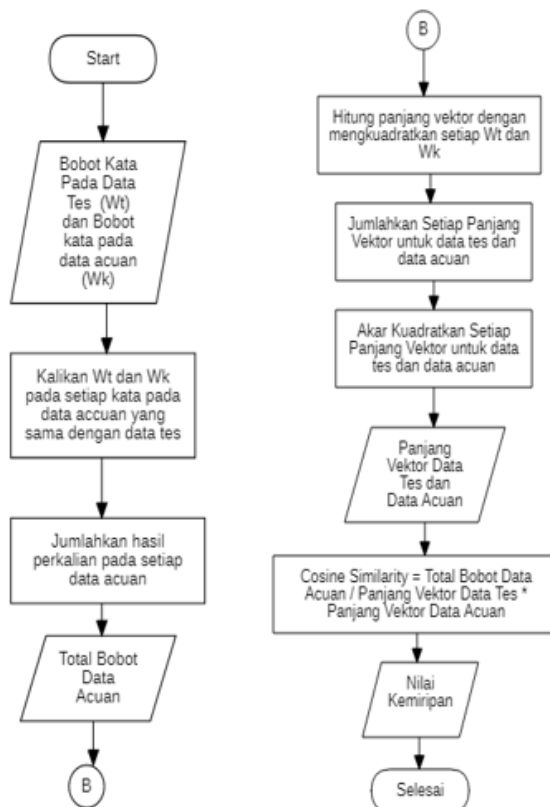 Start
Bobot Kata
Pada Data
Tes (Wt)
dan Bobot
kata pada
data acuan
(Wk)
Kalikan Wt dan Wk
pada setiap kata pada
data accuan yang
sama dengan data tes
Jumlahkan hasil
perkalian pada setiap
data acuan
Total Bobot
Data
Acuan
B
B
Hitung panjang vektor dengan
mengkuadratkan setiap Wt dan
Wk
Jumlahkan Setiap Panjang
Vektor untuk data tes dan
data acuan
Akar Kuadratkan Setiap
Panjang Vektor untuk data
tes dan data acuan
Panjang
Vektor Data
Tes dan
Data Acuan
Cosine Similarity = Total Bobot Data
Acuan / Panjang Vektor Data Tes *
Panjang Vektor Data Acuan
Nilai
Kemiripan
Selesai